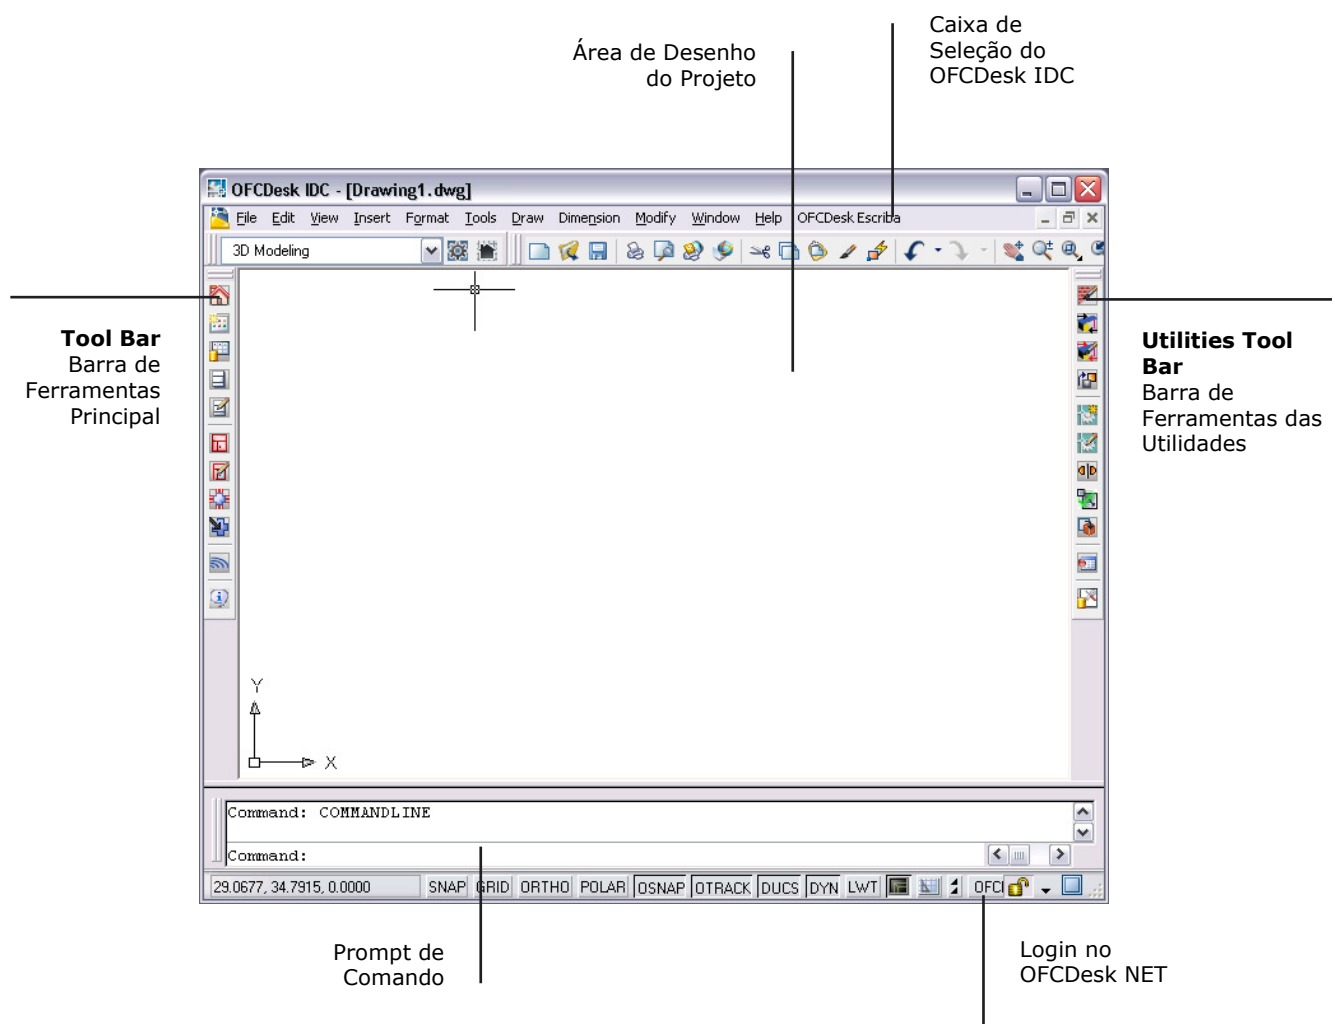 Caixa de
Seleção do
OFCDesk IDC
Área de Desenho
do Projeto
OFCDesk IDC - [Drawing1.dwg]
File Edit View Insert Format Tools Draw Dimension Modify Window Help OFCDesk Escriba
3D Modeling
Tool Bar
Barra de
Ferramentas
Principal
Utilities Tool
Bar
Barra de
Ferramentas das
Utilidades
Y
X
Command: COMMANDLINE
Command:
29.0677, 34.7915, 0.0000 SNAP GRID ORTHO POLAR OSNAP OTRACK DUCS DYN LWT OFC
Prompt de
Comando
Login no
OFCDesk NET